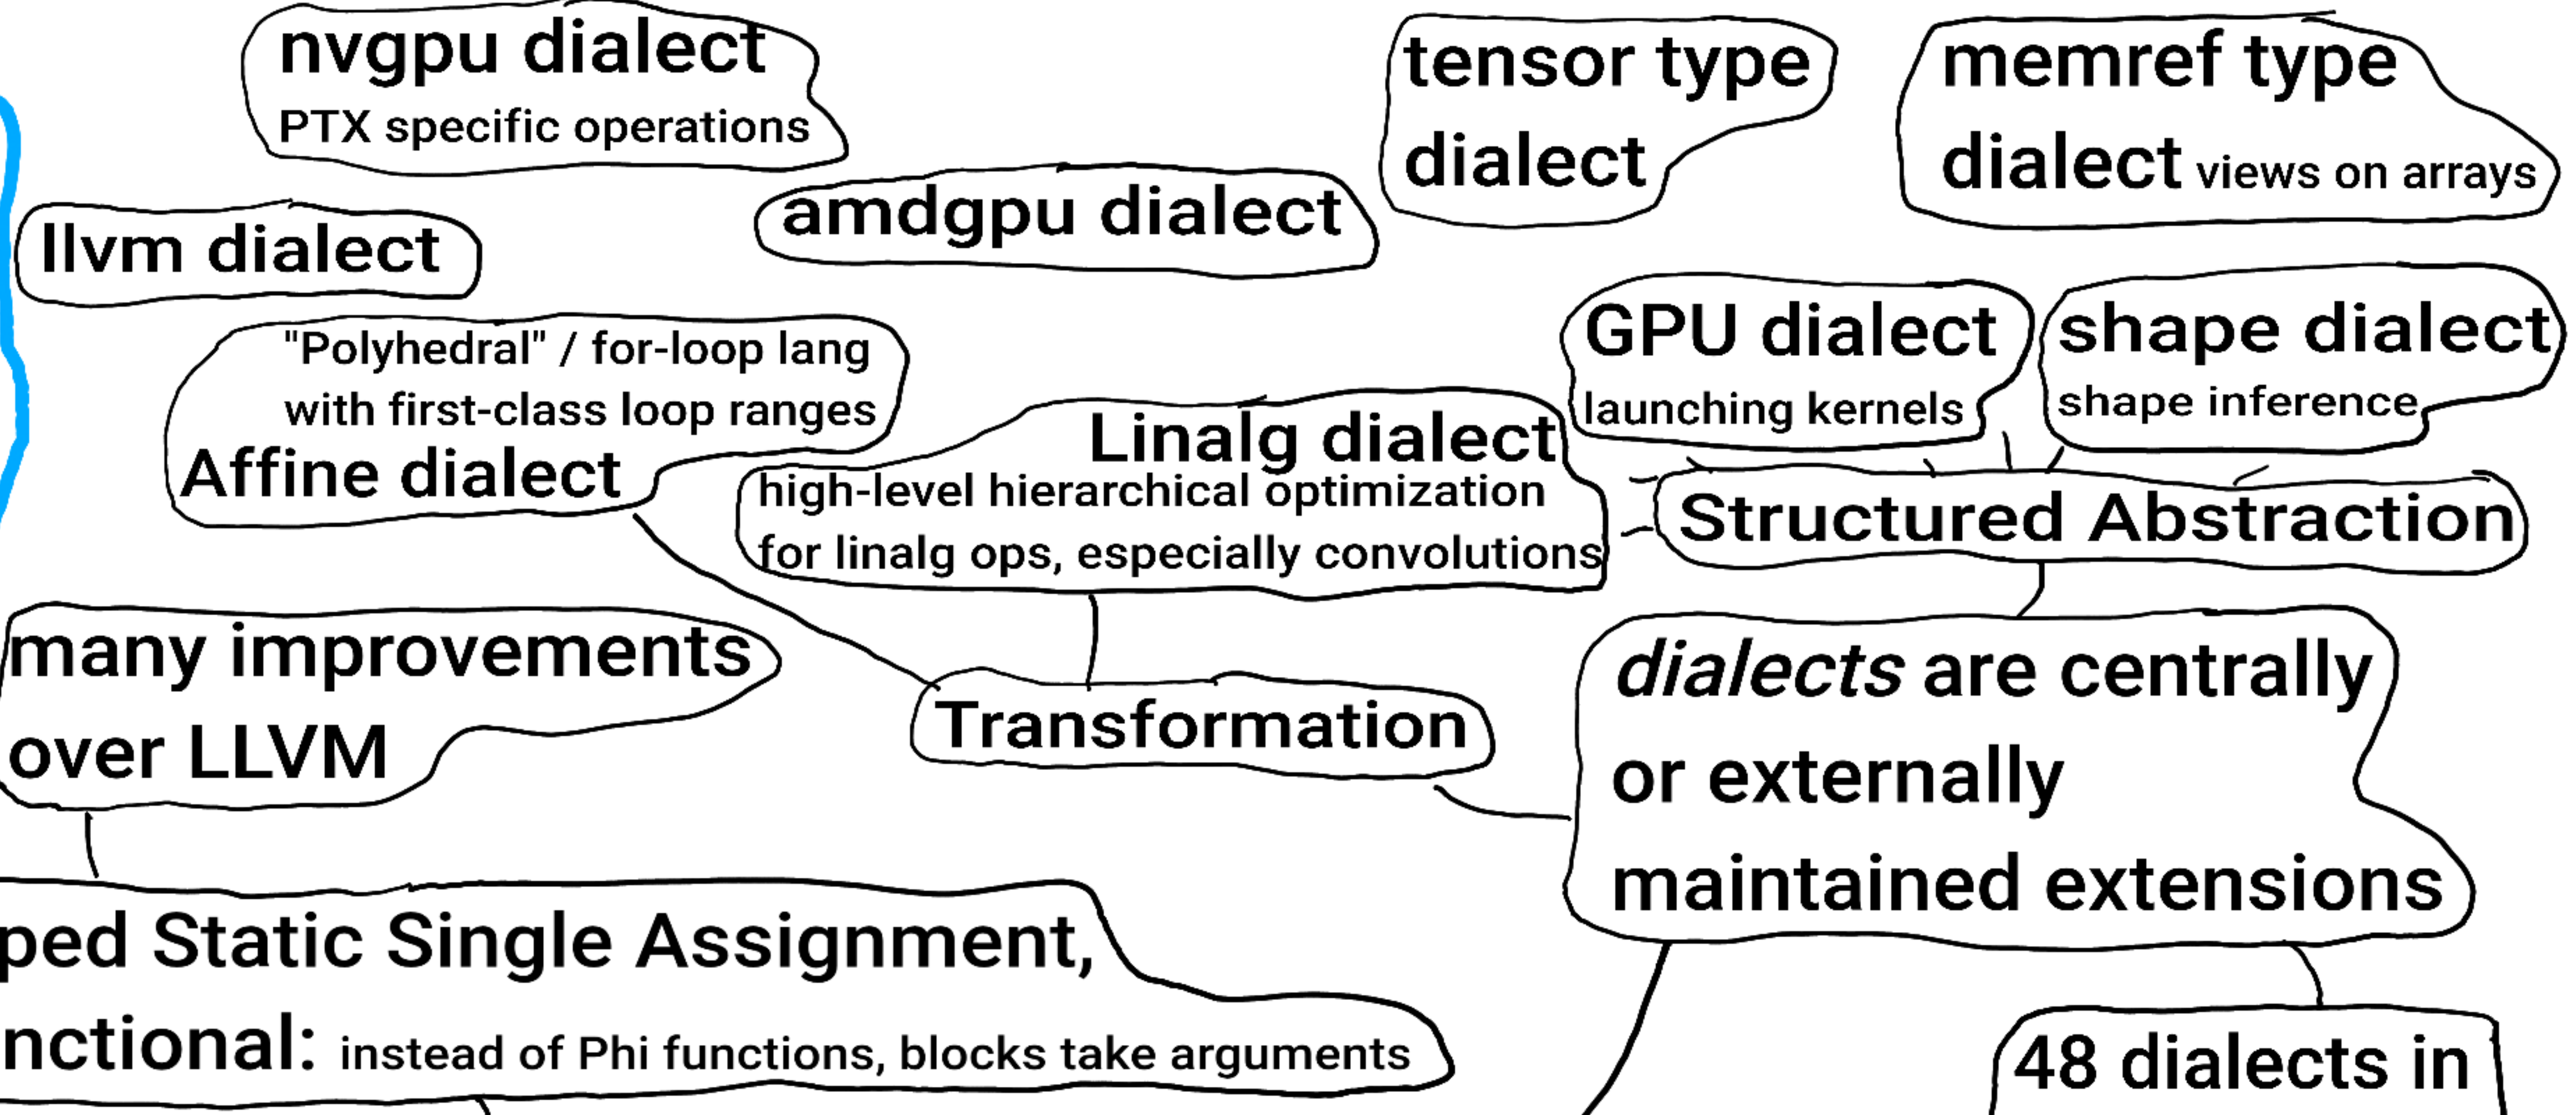 nvgpu dialect
PTX specific operations
tensor type
dialect
memref type
dialect views on arrays
amdgpu dialect
llvm dialect
"Polyhedral" / for-loop lang
with first-class loop ranges
Affine dialect
Linalg dialect
high-level hierarchical optimization
for linalg ops, especially convolutions
GPU dialect
launching kernels
shape dialect
shape inference
Structured Abstraction
many improvements
over LLVM
Transformation
dialects are centrally
or externally
maintained extensions
ped Static Single Assignment,
nctional: instead of Phi functions, blocks take arguments
48 dialects in